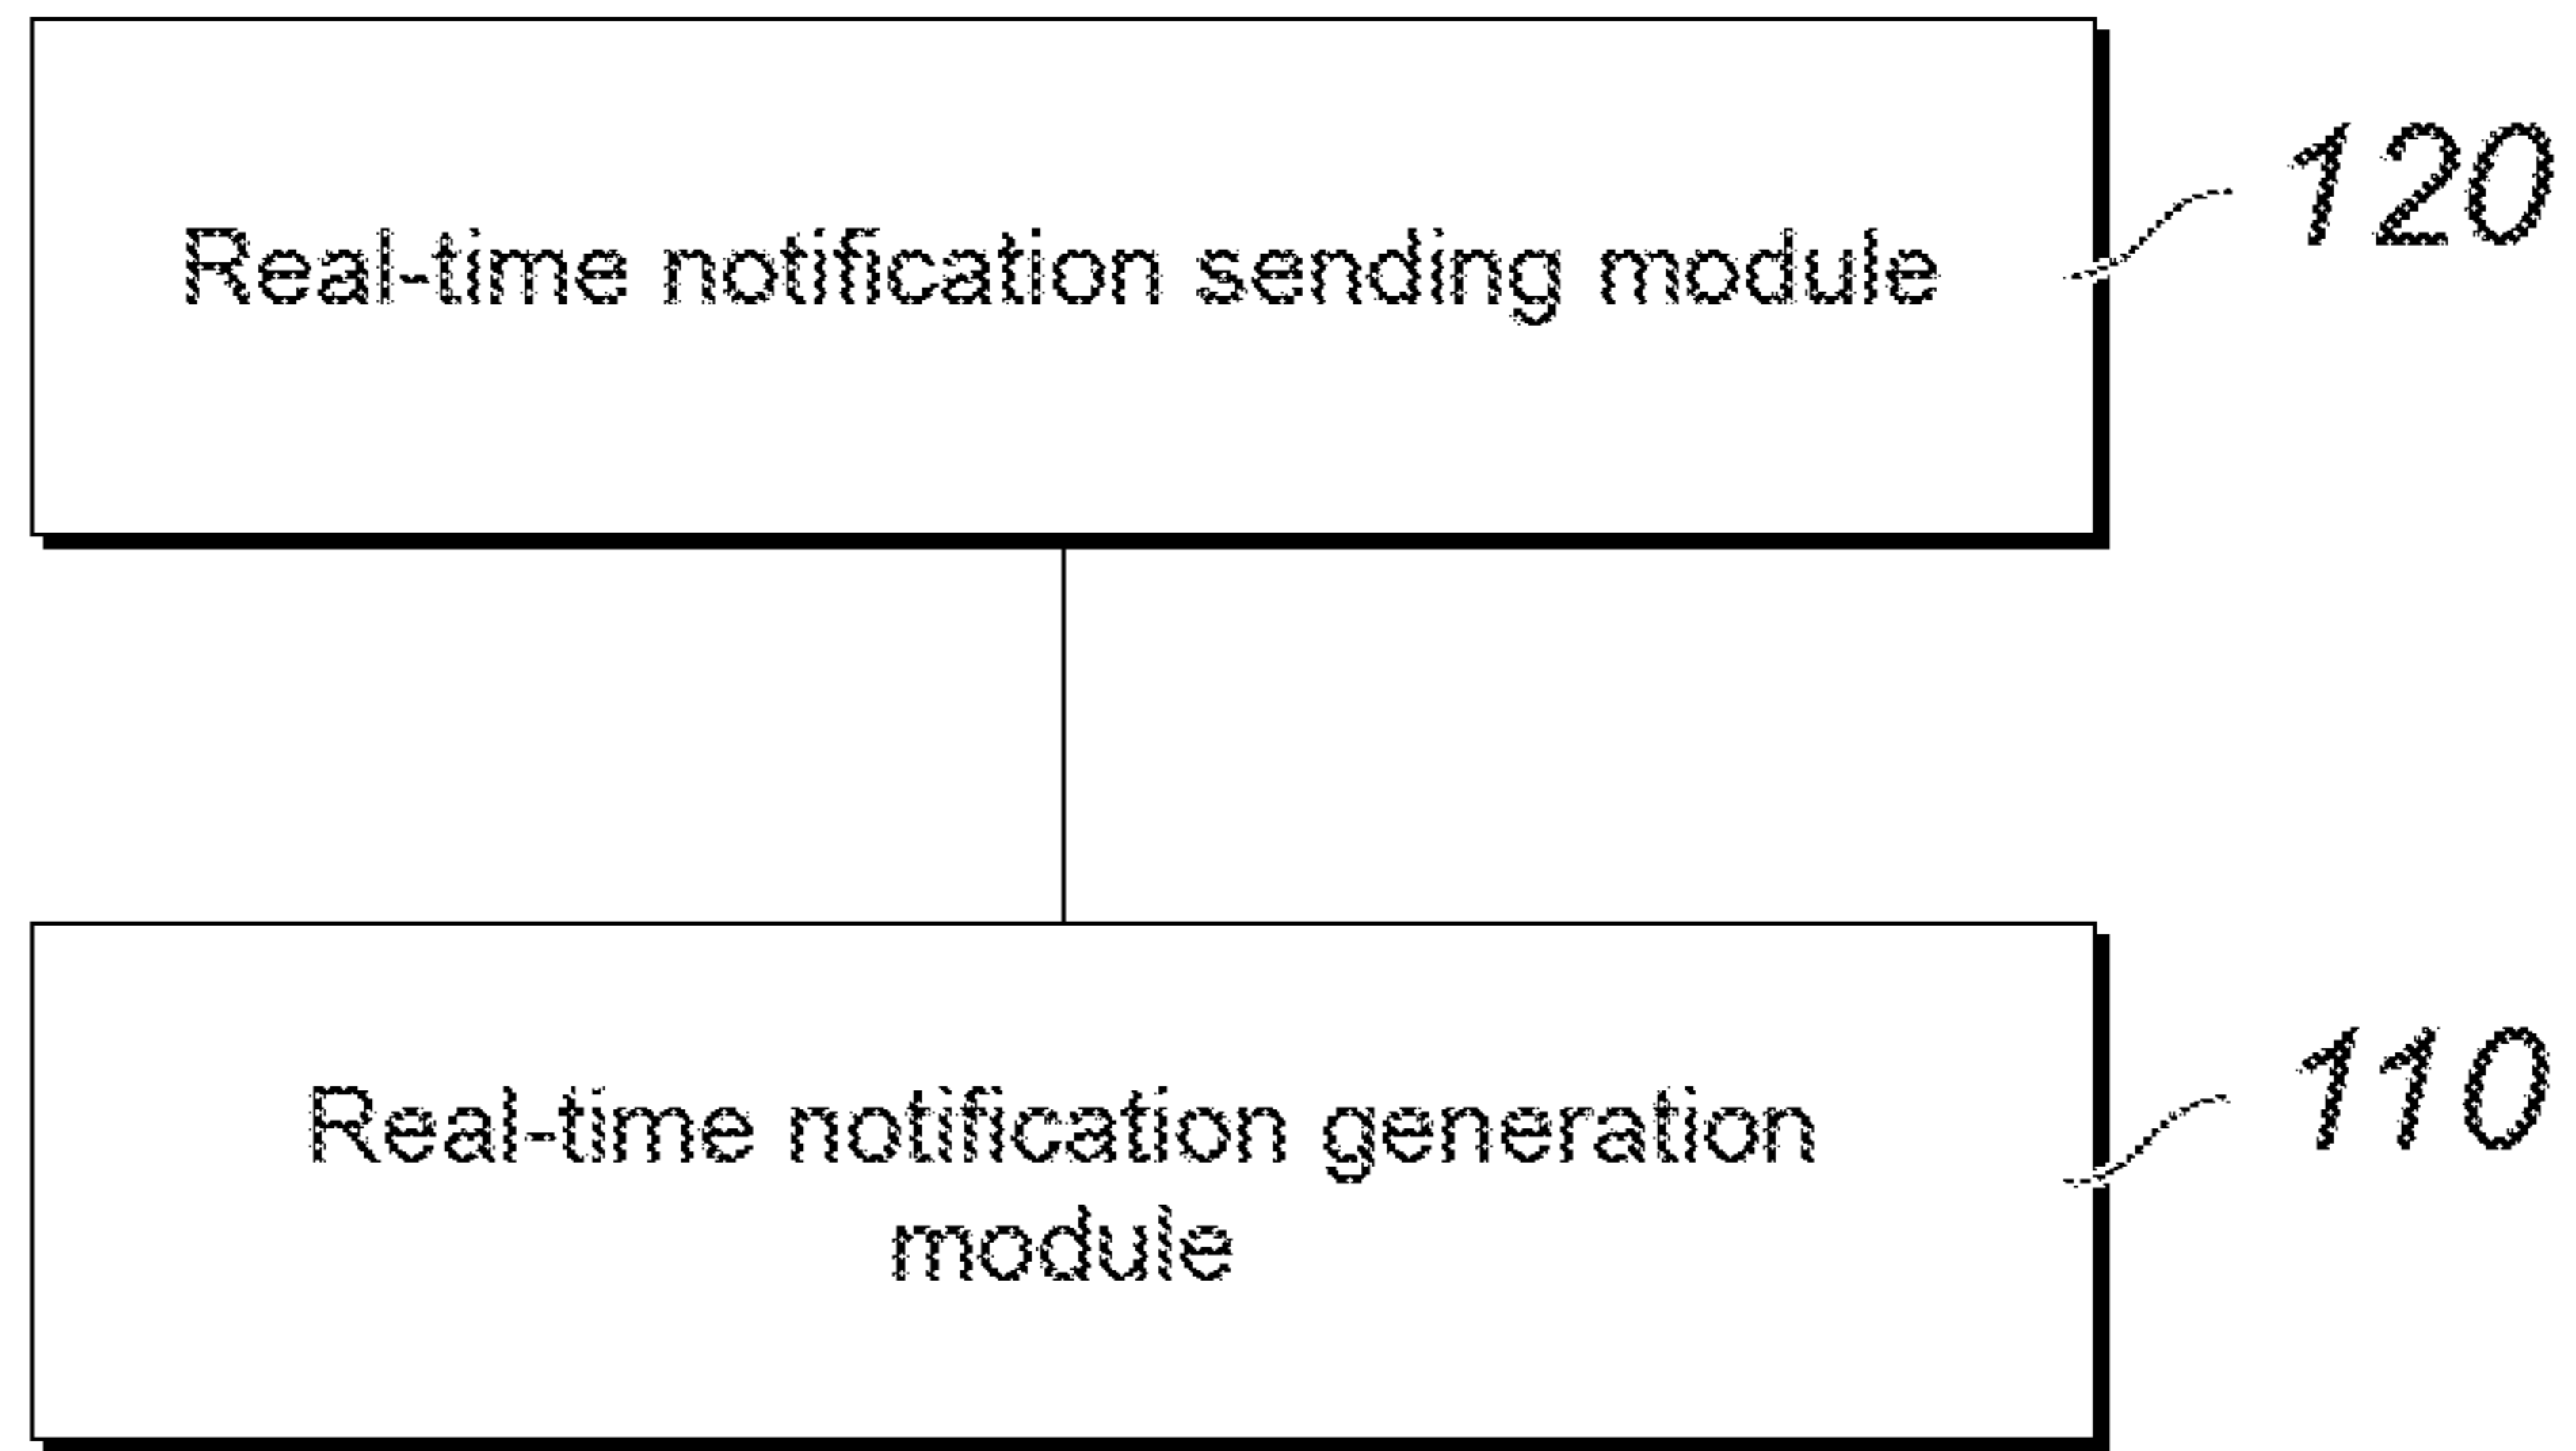 Real-time notification sending module
120
Real-time notification generation
module
110